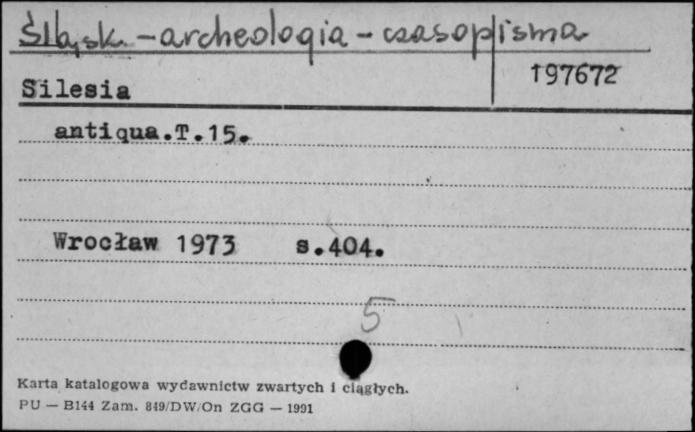 Śląsk - archeologia - czasopisma
197672
Silesia
antiqua.T.15.
Wrocław 1973 s.404.
5
Karta katalogowa wydawnictw zwartych i ciągłych.
PU — B144 Zam. 849/DW/On ZGG — 1991